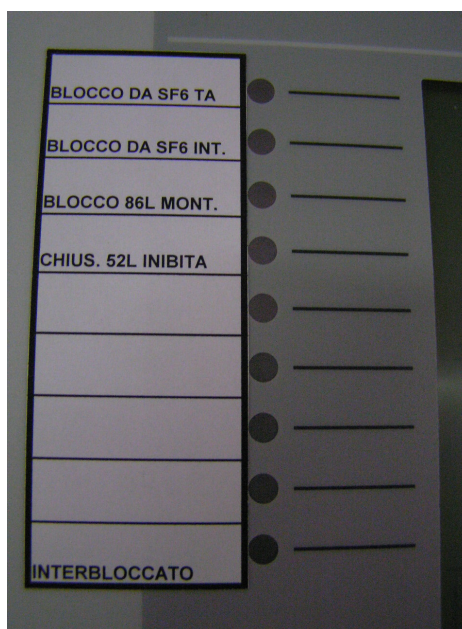 BLOCCO DA SF6 TA
BLOCCO DA SF6 INT.
BLOCCO 86L MONT.
CHIUS. 52L INIBITA
INTERBLOCCATO